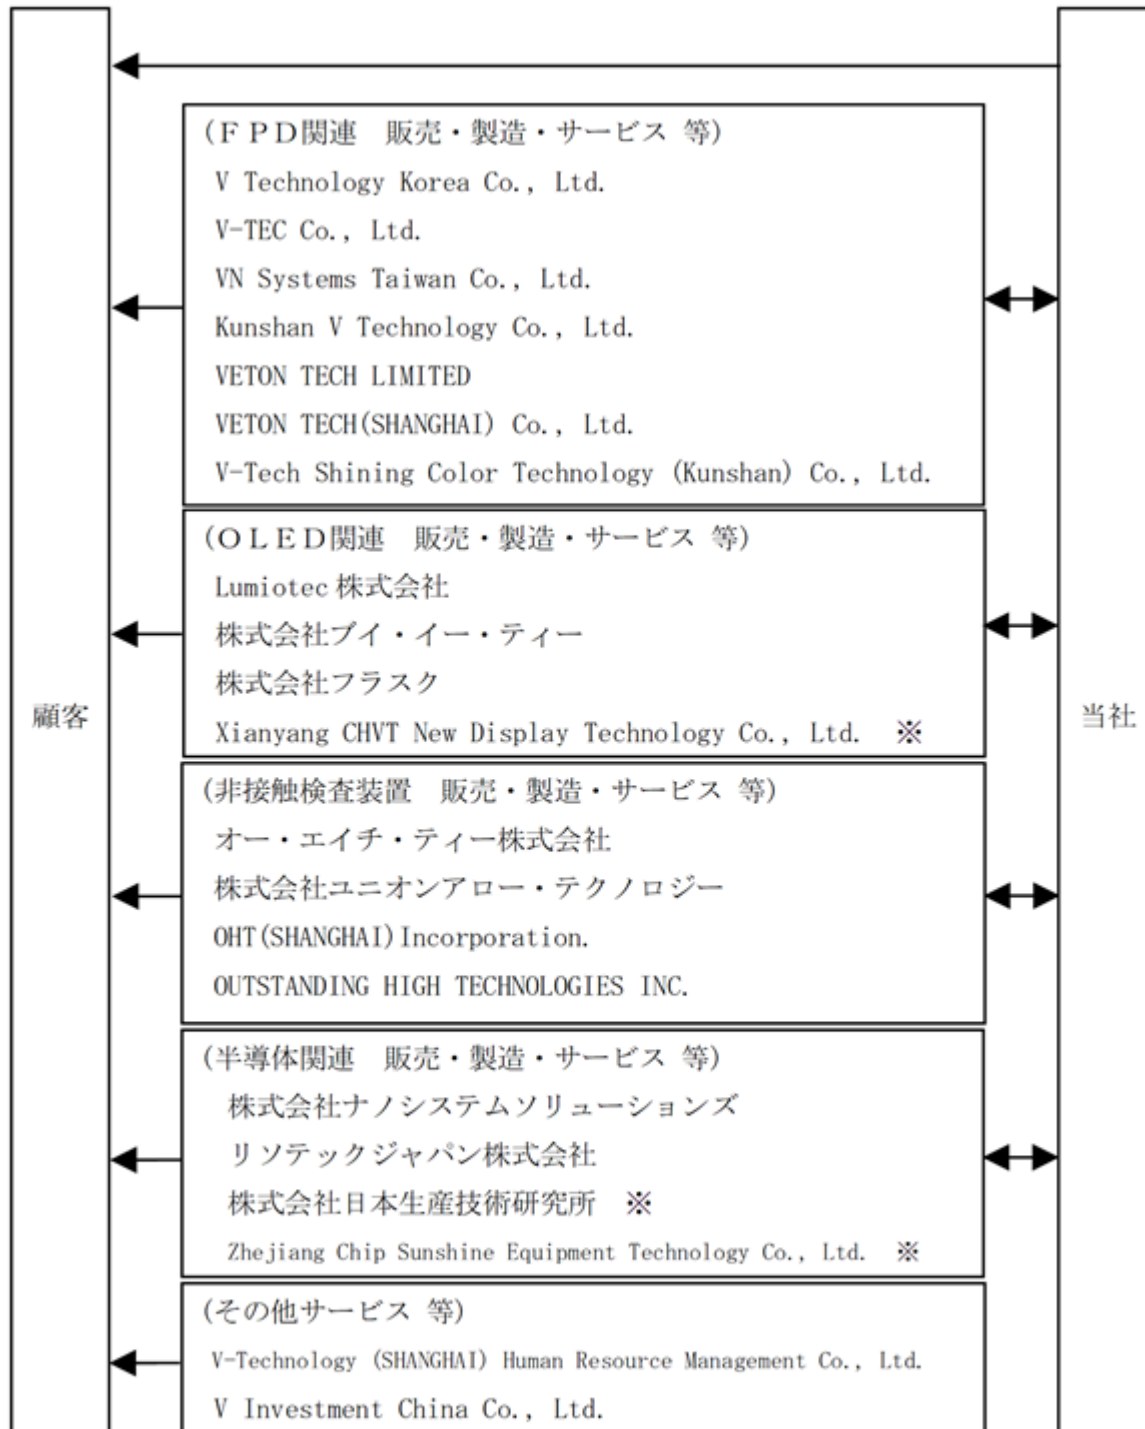 (ＦＰＤ関連　販売・製造・サービス 等)
V Technology Korea Co., Ltd.
V-TEC Co., Ltd.
VN Systems Taiwan Co., Ltd.
Kunshan V Technology Co., Ltd.
VETON TECH LIMITED
VETON TECH(SHANGHAI) Co., Ltd.
V-Tech Shining Color Technology (Kunshan) Co., Ltd.
(ＯＬＥＤ関連　販売・製造・サービス 等)
Lumiotec 株式会社
株式会社ブイ・イー・ティー
株式会社フラスク
Xianyang CHVT New Display Technology Co., Ltd.　※
顧客
当社
(非接触検査装置　販売・製造・サービス 等)
オー・エイチ・ティー株式会社
株式会社ユニオンアロー・テクノロジー
OHT(SHANGHAI)Incorporation.
OUTSTANDING HIGH TECHNOLOGIES INC.
(半導体関連　販売・製造・サービス 等)
株式会社ナノシステムソリューションズ
リソテックジャパン株式会社
株式会社日本生産技術研究所　※
Zhejiang Chip Sunshine Equipment Technology Co., Ltd.　※
(その他サービス 等)
V-Technology (SHANGHAI) Human Resource Management Co., Ltd.
V Investment China Co., Ltd.